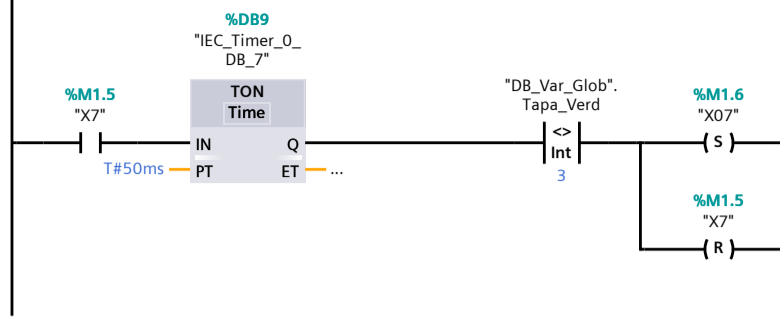 %DB9
"IEC_Timer_0_
DB_7"
%M1.5
"X7"
TON
Time
IN
Q
T#50ms
PT
ET
...
"DB_Var_Glob".
Tapa_Verd
<>
Int
3
%M1.6
"X07"
S
%M1.5
"X7"
R